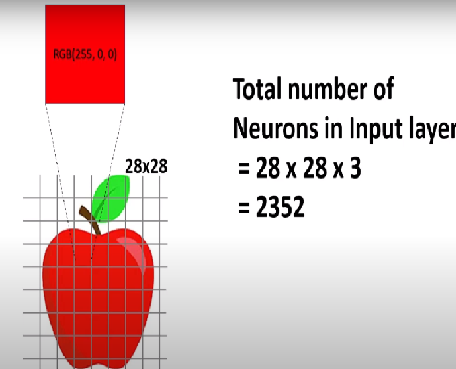 RGB(255, 0, 0)
28x28
Total number of
Neurons in Input layer
= 28 x 28 x 3
= 2352